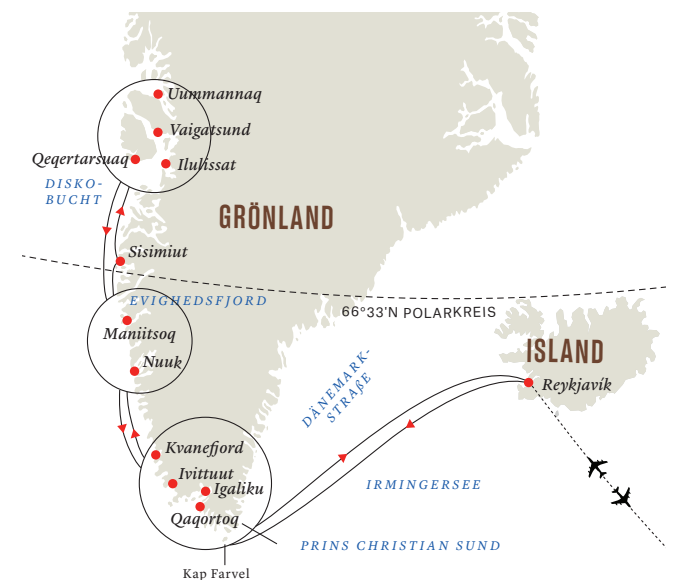 Uummannaq
Vaigatsund
Qeqertarsuaq
Ilulissat
DISKO-
BUCHT
GRÖNLAND
Sisimiut
EVIGHEDSFJORD
66°33'N POLARKREIS
Maniitsoq
Nuuk
DÄNEMARK-
STRAßE
ISLAND
Reykjavík
Kvanefjord
Ivittuut
Igaliku
Qaqortoq
IRMINGERSEE
PRINS CHRISTIAN SUND
Kap Farvel